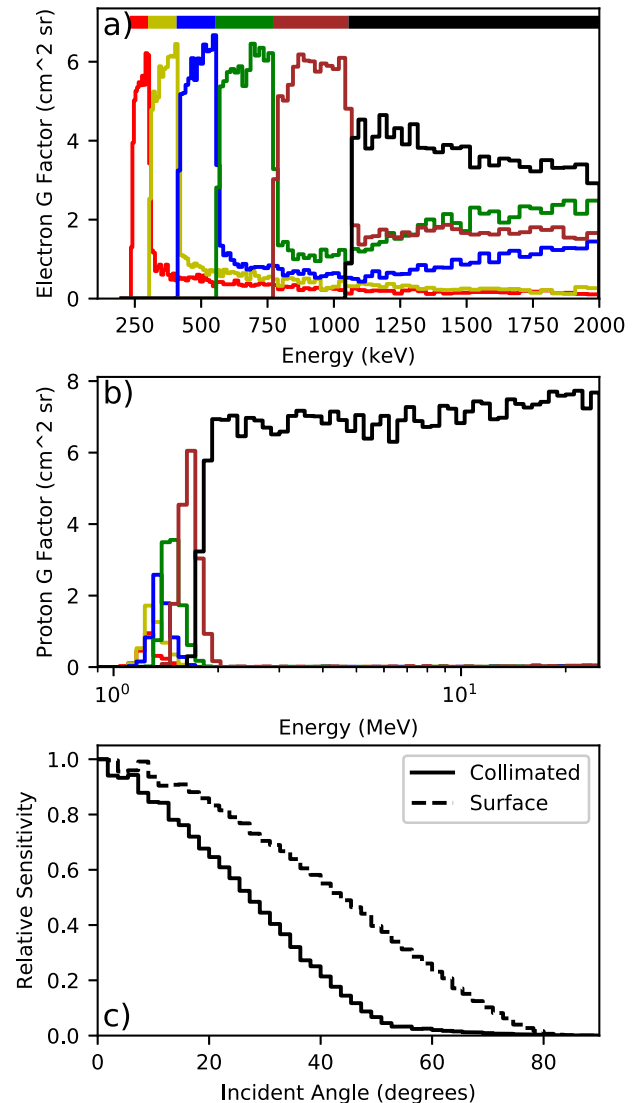 a)
Electron G Factor (cm^2 sr)
6
4
2
0
250 500 750 1000 1250 1500 1750 2000
Energy (keV)
b)
Proton G Factor (cm^2 sr)
8
6
4
2
0
10^0 10^1
Energy (MeV)
Relative Sensitivity
1.0
0.8
0.6
0.4
0.2
0.0
Collimated
Surface
c)
0 20 40 60 80
Incident Angle (degrees)